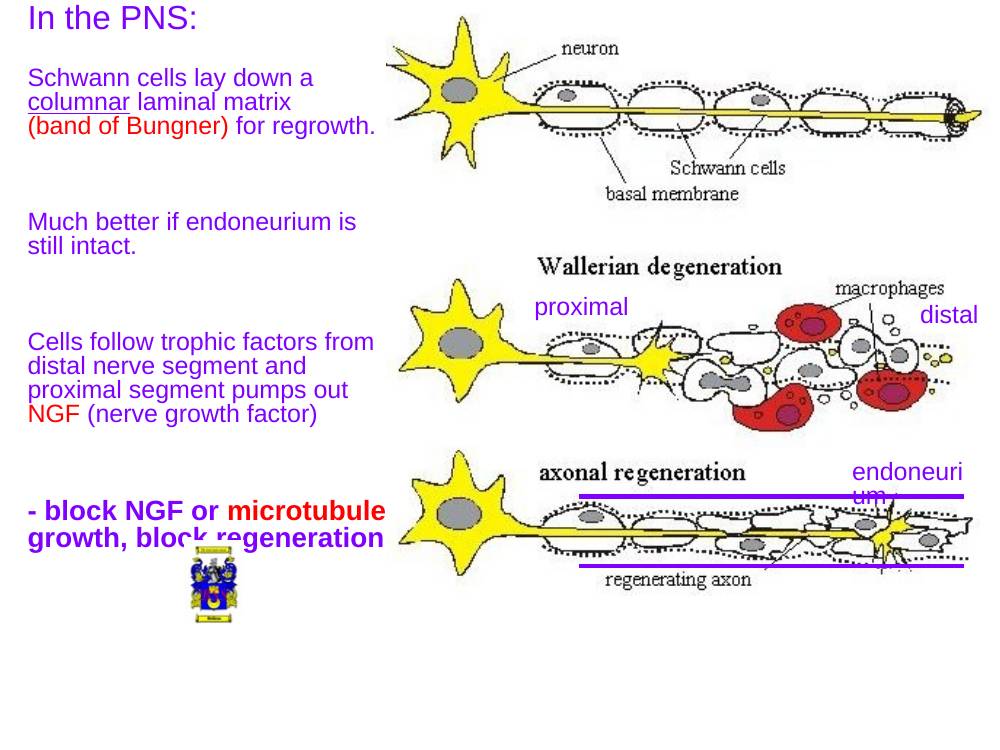 In the PNS:
Schwann cells lay down a
columnar laminal matrix
(band of Bungner) for regrowth.
Much better if endoneurium is
still intact.
Cells follow trophic factors from
distal nerve segment and
proximal segment pumps out
NGF (nerve growth factor)
- block NGF or microtubule
growth, block regeneration
neuron
Schwann cells
basal membrane
Wallerian degeneration
proximal
macrophages
distal
axonal regeneration
endoneuri
um
regenerating axon